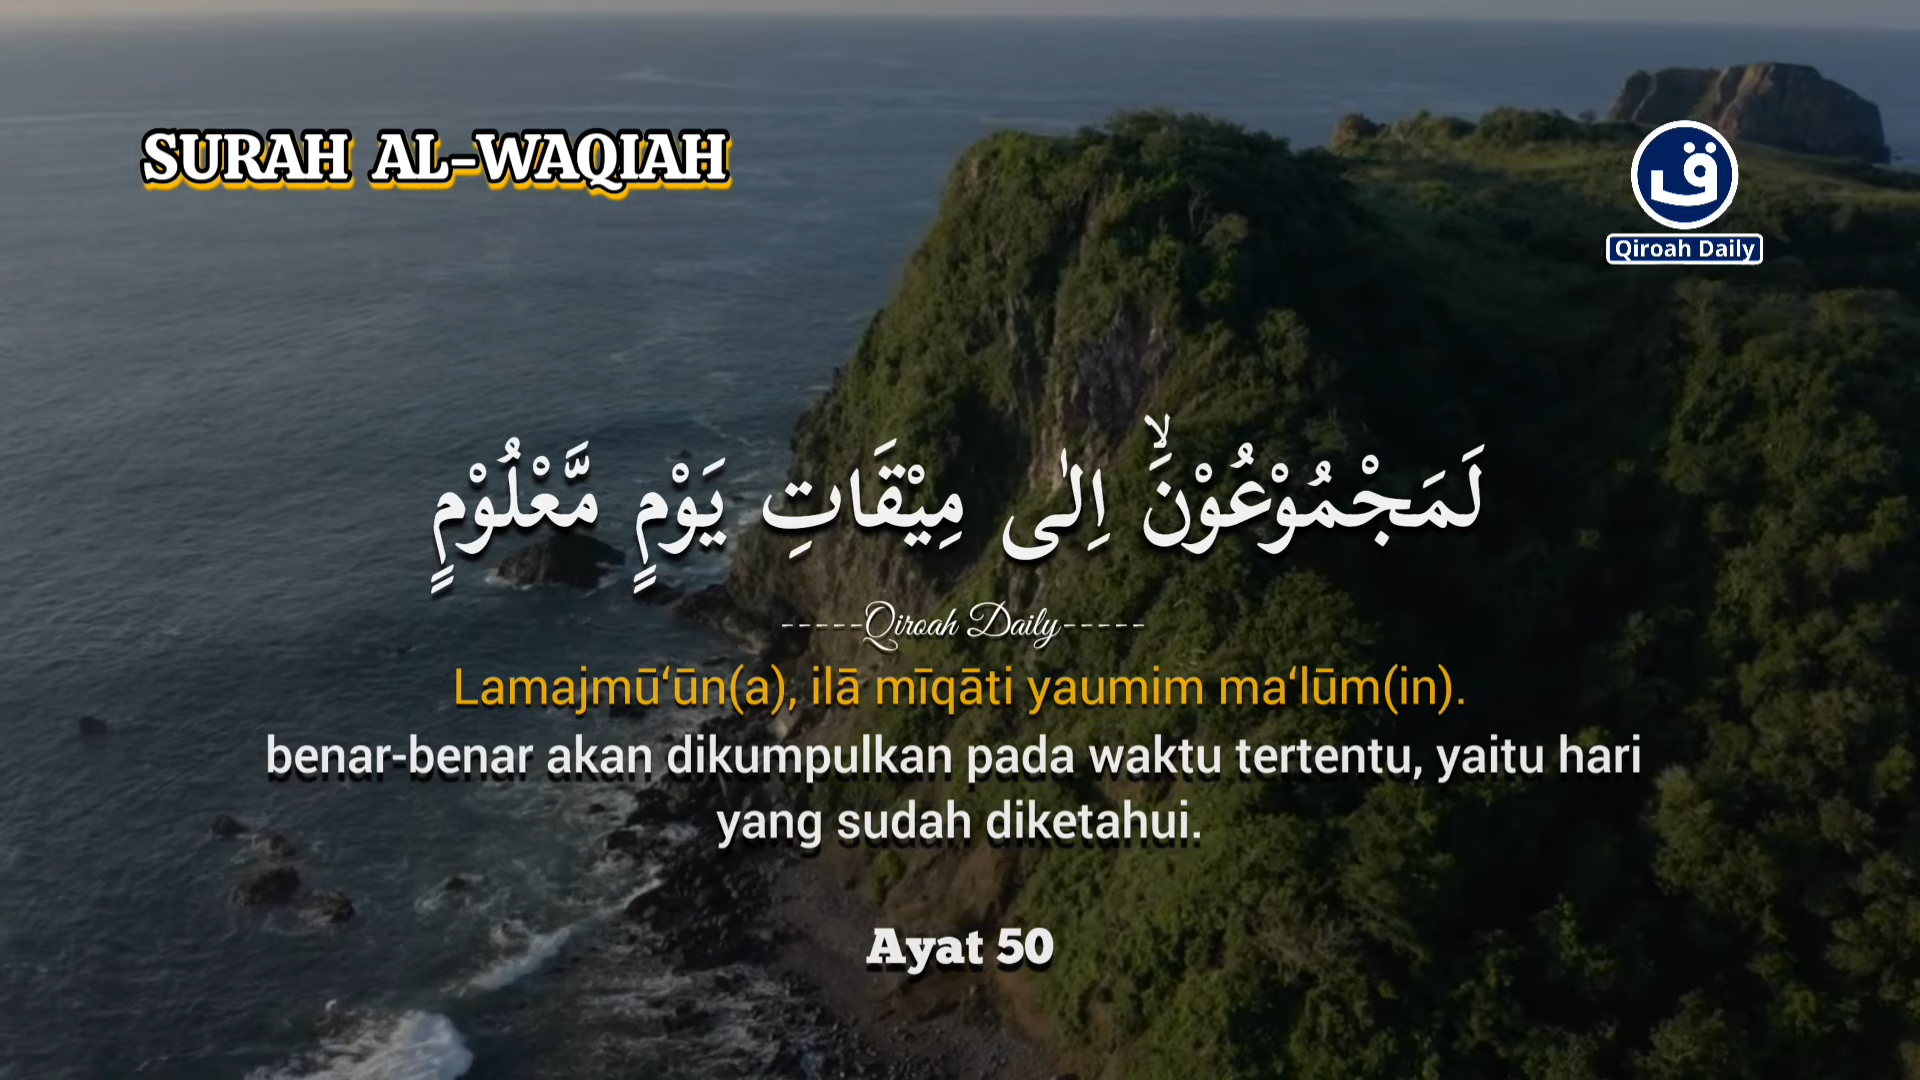 SURAH AL-WAQIAH
ق
Qiroah Daily
لَمَجْمُوْعُوْنَۙ اِلٰى مِيْقَاتِ يَوْمٍ مَّعْلُوْمٍ
-----Qiroah Daily-----
Lamajmū‘ūn(a), ilā mīqāti yaumim ma‘lūm(in).
benar-benar akan dikumpulkan pada waktu tertentu, yaitu hari
yang sudah diketahui.
Ayat 50